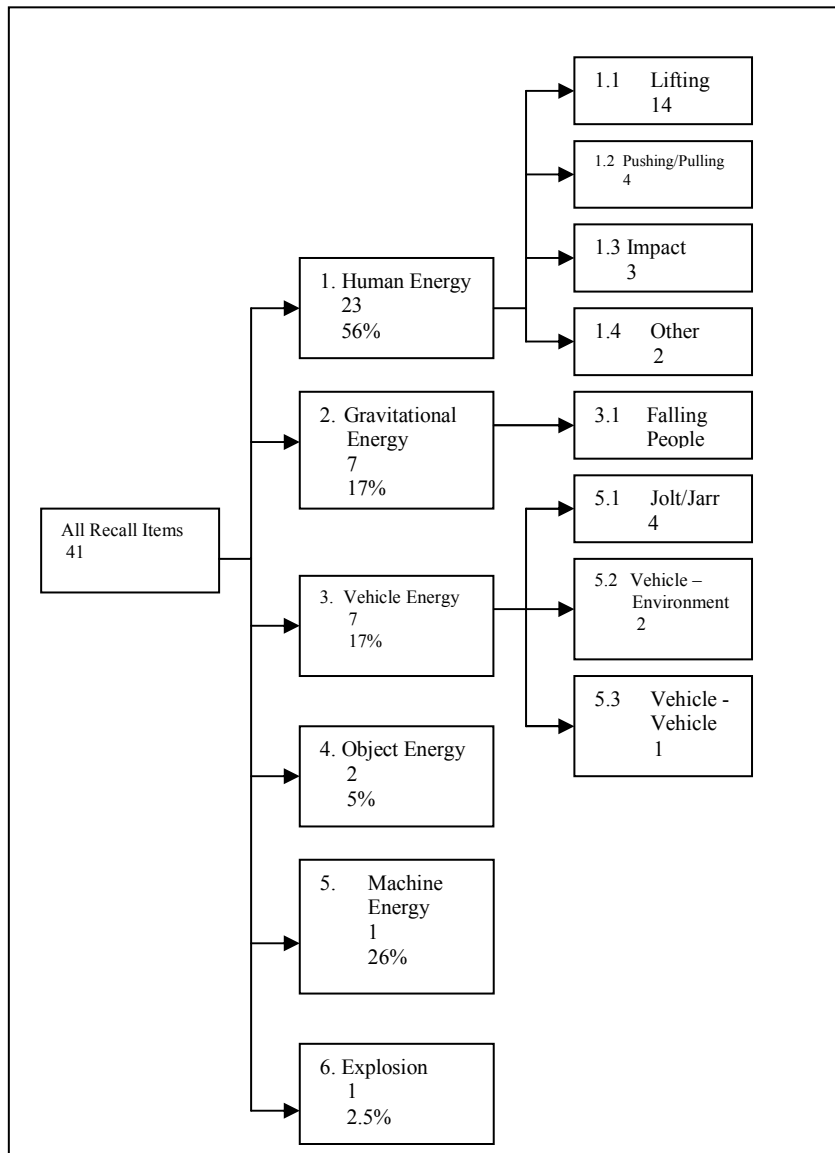 All Recall Items
41
1. Human Energy
23
56%
2. Gravitational
Energy
7
17%
3. Vehicle Energy
7
17%
4. Object Energy
2
5%
5. Machine
Energy
1
26%
6. Explosion
1
2.5%
1.1 Lifting
14
1.2 Pushing/Pulling
4
1.3 Impact
3
1.4 Other
2
3.1 Falling
People
5.1 Jolt/Jarr
4
5.2 Vehicle –
Environment
2
5.3 Vehicle -
Vehicle
1